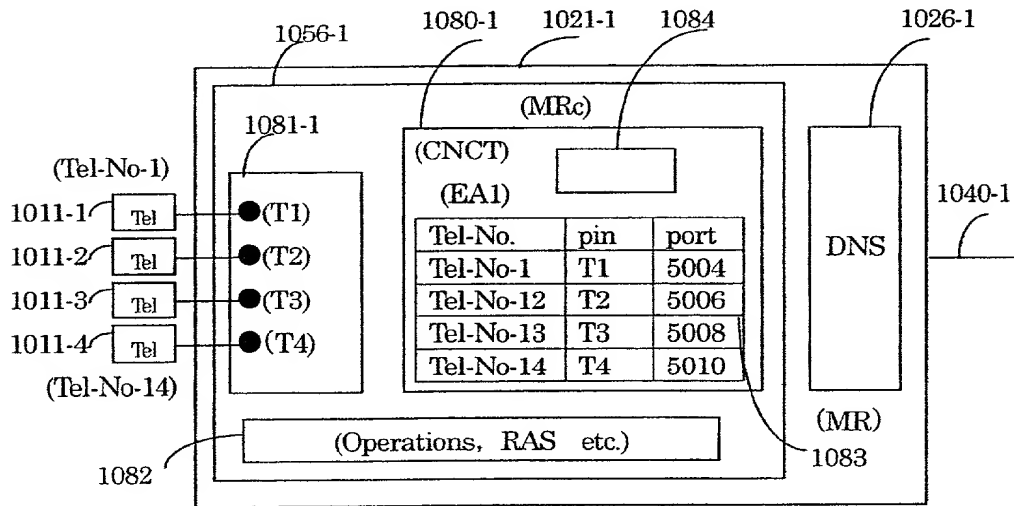 1080-1 1021-1 1084 1026-1
1056-1
(MRc)
1081-1
(CNCT)
(Tel-No-1)
(EA1)
1011-1 Tel (T1)
1011-2 Tel (T2)
1011-3 Tel (T3)
1011-4 Tel (T4)
(Tel-No-14)
Tel-No. pin port
Tel-No-1 T1 5004
Tel-No-12 T2 5006
Tel-No-13 T3 5008
Tel-No-14 T4 5010
DNS
1040-1
(MR)
(Operations, RAS etc.)
1082
1083